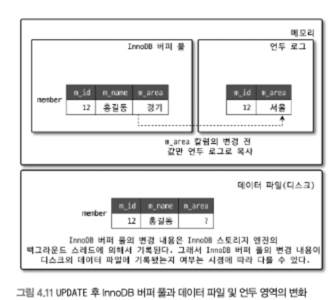 메모리
InnoDB 버퍼 풀
언두 로그
m_id m_name m_area
m_id m_area
member
12 홍길동 경기
12 서울
m_area 칼럼의 변경 전
값만 언두 로그로 복사
데이터 파일(디스크)
m_id m_name m_area
member
12 홍길동 ?
InnoDB 버퍼 풀의 변경 내용은 InnoDB 스토리지 엔진의
백그라운드 스레드에 의해서 기록된다. 그래서 InnoDB 버퍼 풀의 변경 내용이
디스크의 데이터 파일에 기록됐는지 여부는 시점에 따라 다를 수 있다.
그림 4.11 UPDATE 후 InnoDB 버퍼 풀과 데이터 파일 및 언두 영역의 변화